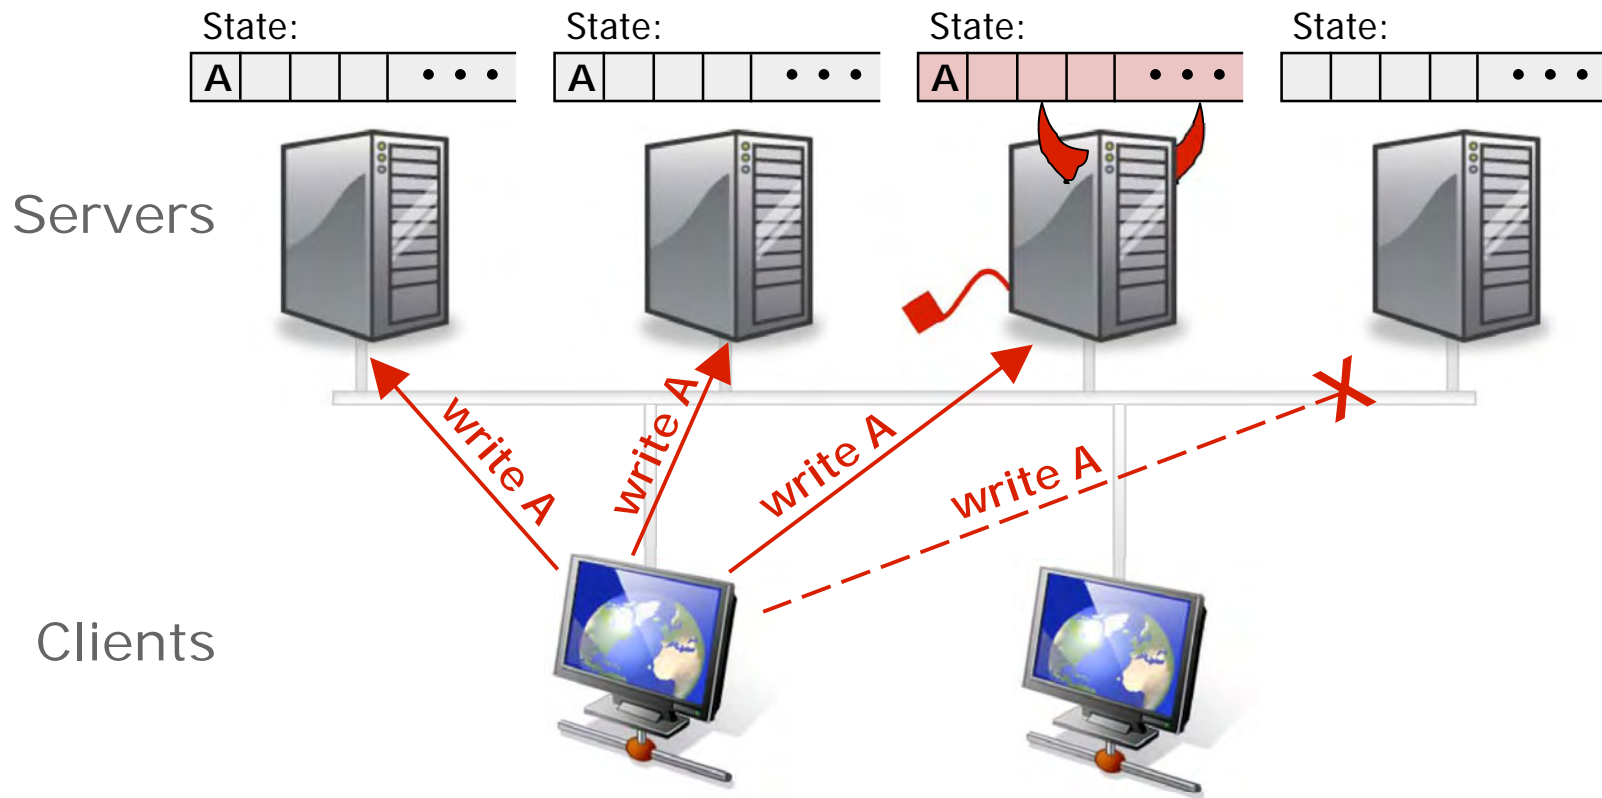 State: State: State: State:
A • • • A • • • A • • • • • •
Servers
write A write A write A write A
Clients